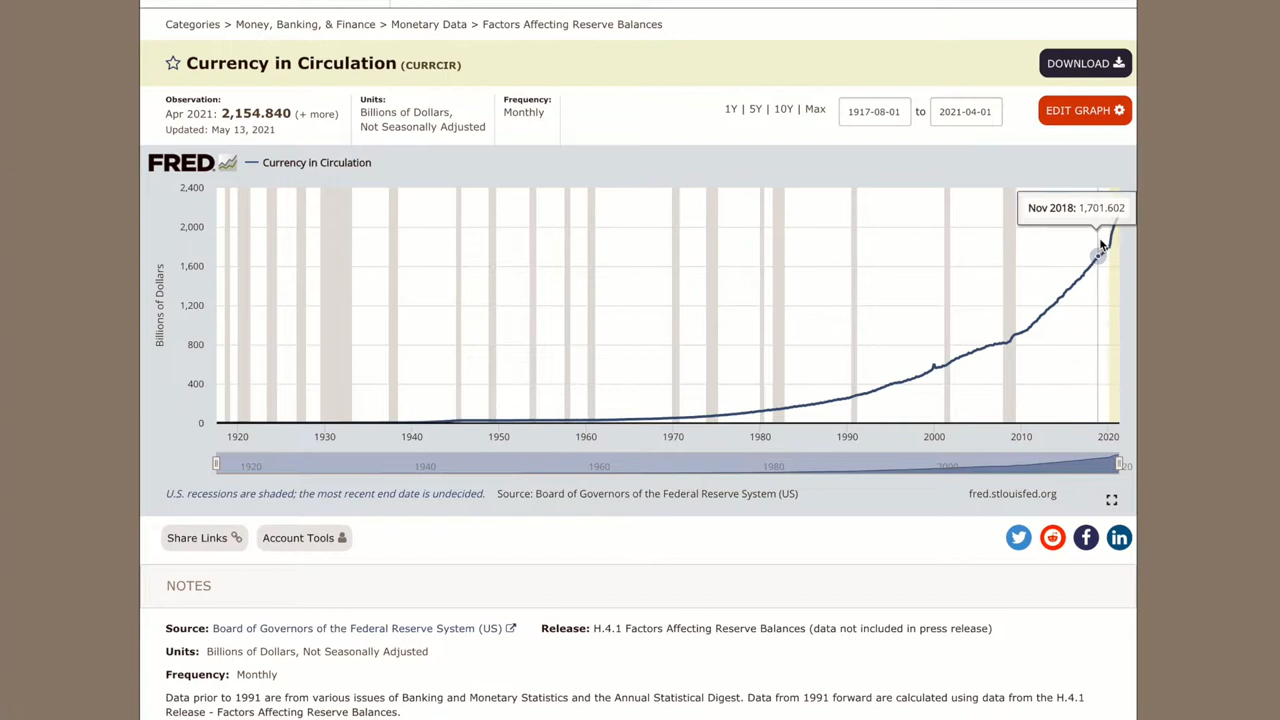 Categories > Money, Banking, & Finance > Monetary Data > Factors Affecting Reserve Balances
Currency in Circulation (CURRCIR)
DOWNLOAD
Observation:
Apr 2021: 2,154.840 (+ more)
Updated: May 13, 2021
Units:
Billions of Dollars,
Not Seasonally Adjusted
Frequency:
Monthly
1Y | 5Y | 10Y | Max
1917-08-01 to 2021-04-01
EDIT GRAPH
FRED
Currency in Circulation
Nov 2018: 1,701.602
Billions of Dollars
2,400
2,000
1,600
1,200
800
400
0
1920 1930 1940 1950 1960 1970 1980 1990 2000 2010 2020
1920 1940 1960 1980 2000 20
U.S. recessions are shaded; the most recent end date is undecided. Source: Board of Governors of the Federal Reserve System (US) fred.stlouisfed.org
Share Links Account Tools
NOTES
Source: Board of Governors of the Federal Reserve System (US) Release: H.4.1 Factors Affecting Reserve Balances (data not included in press release)
Units: Billions of Dollars, Not Seasonally Adjusted
Frequency: Monthly
Data prior to 1991 are from various issues of Banking and Monetary Statistics and the Annual Statistical Digest. Data from 1991 forward are calculated using data from the H.4.1
Release - Factors Affecting Reserve Balances.